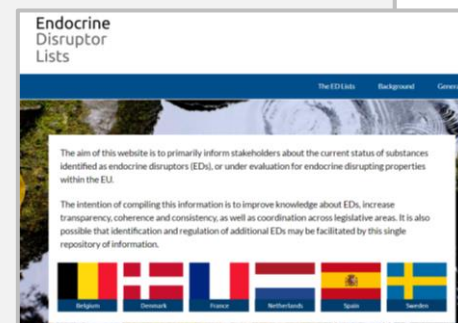 Endocrine
Disruptor
Lists
The ED Lists Background
The aim of this website is to primarily inform stakeholders about the current status of substances
identified as endocrine disruptors (EDs), or under evaluation for endocrine disrupting properties
within the EU.
The intention of compiling this information is to improve knowledge about EDs, increase
transparency, coherence and consistency, as well as coordination across legislative areas. It is also
possible that identification and regulation of additional EDs may be facilitated by this single
repository of information.
Belgium Denmark France Netherlands Spain Sweden